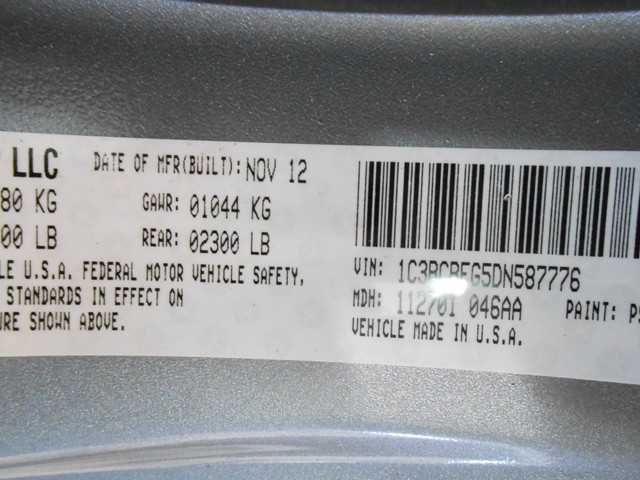 LLC DATE OF MFR(BUILT): NOV 12
80 KG GAWR: 01044 KG
00 LB REAR: 02300 LB
LE U.S.A. FEDERAL MOTOR VEHICLE SAFETY,
STANDARDS IN EFFECT ON
URE SHOWN ABOVE.
VIN: 1C3BCBFG5DN587776
MDH: 112701 046AA PAINT: PS
VEHICLE MADE IN U.S.A.